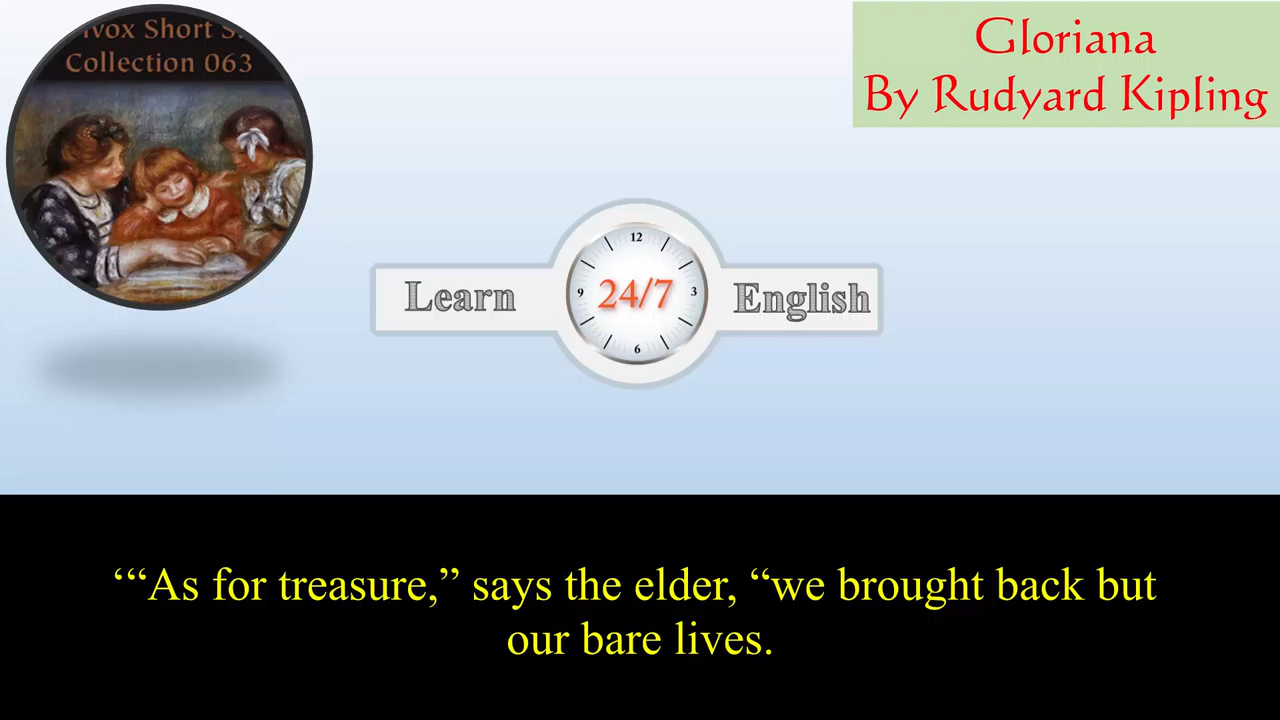 Short
Collection 063
Gloriana
By Rudyard Kipling
Learn 24/7 English
12
9
3
6
‘“As for treasure,” says the elder, “we brought back but
our bare lives.